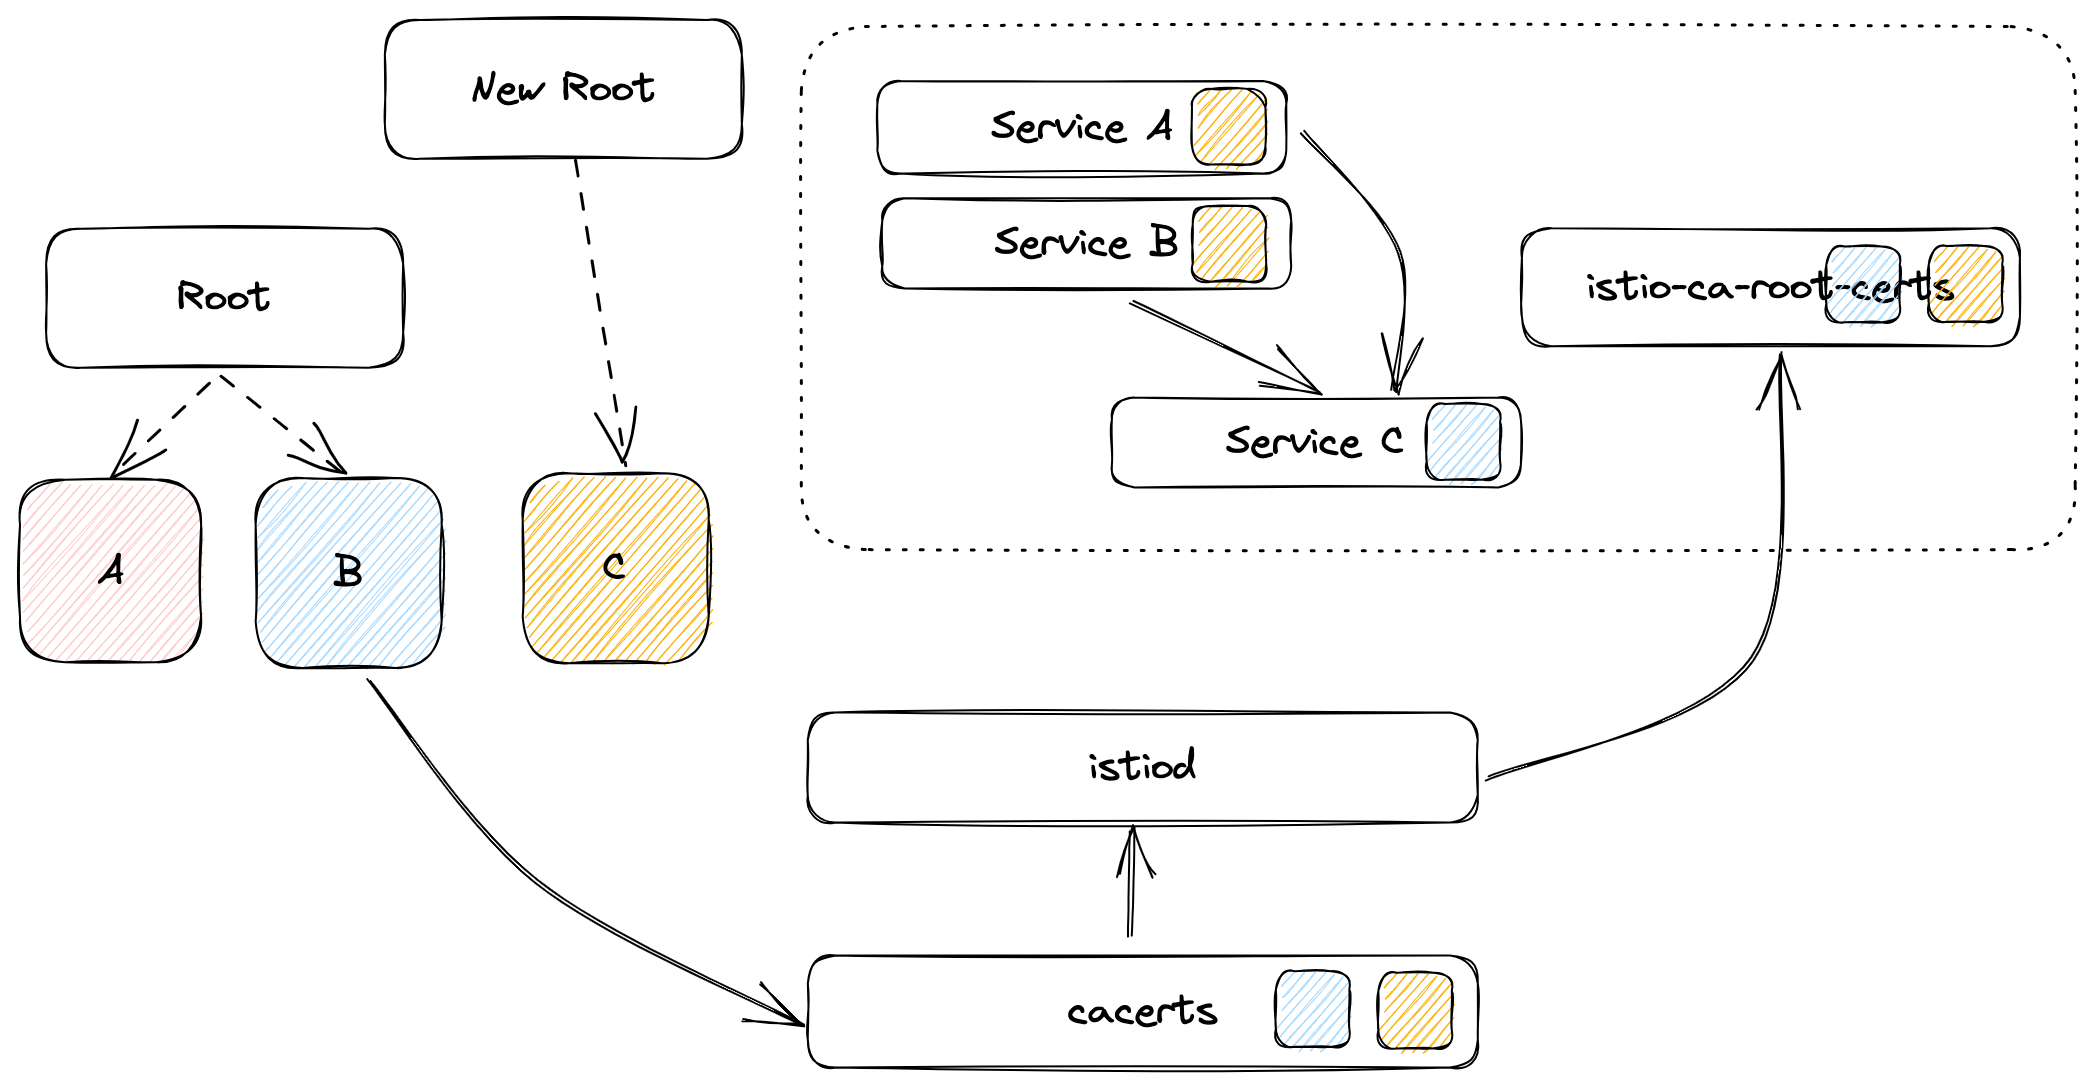 New Root
Root
A
B
C
Service A
Service B
Service C
istio-ca-root-certs
istiod
cacerts